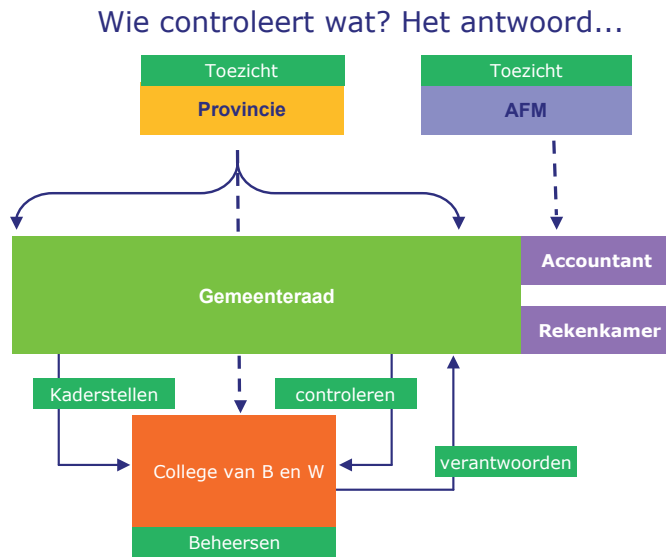 Wie controleert wat? Het antwoord...
Toezicht
Provincie
Toezicht
AFM
Gemeenteraad
Accountant
Rekenkamer
Kaderstellen
controleren
College van B en W
verantwoorden
Beheersen